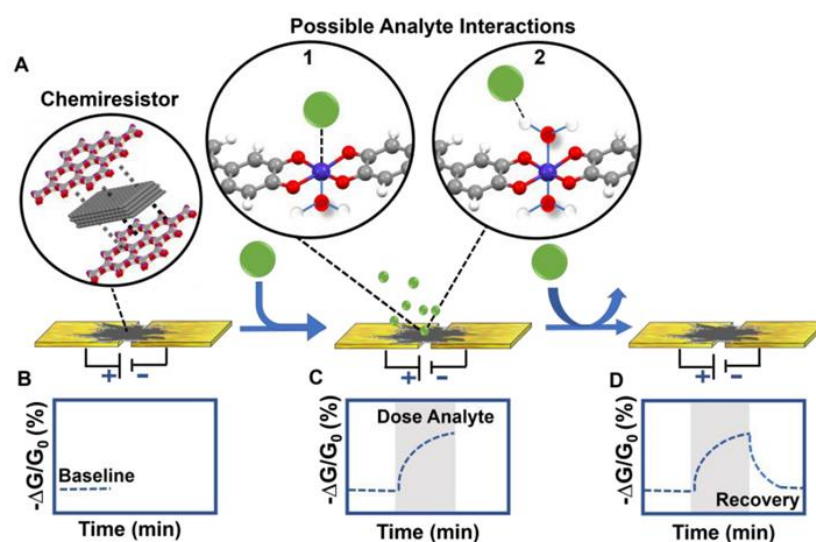 Possible Analyte Interactions
A
1
2
Chemiresistor
+ -
+ -
+ -
B
-ΔG/G₀ (%)
Baseline
Time (min)
C
-ΔG/G₀ (%)
Dose Analyte
Time (min)
D
-ΔG/G₀ (%)
Recovery
Time (min)